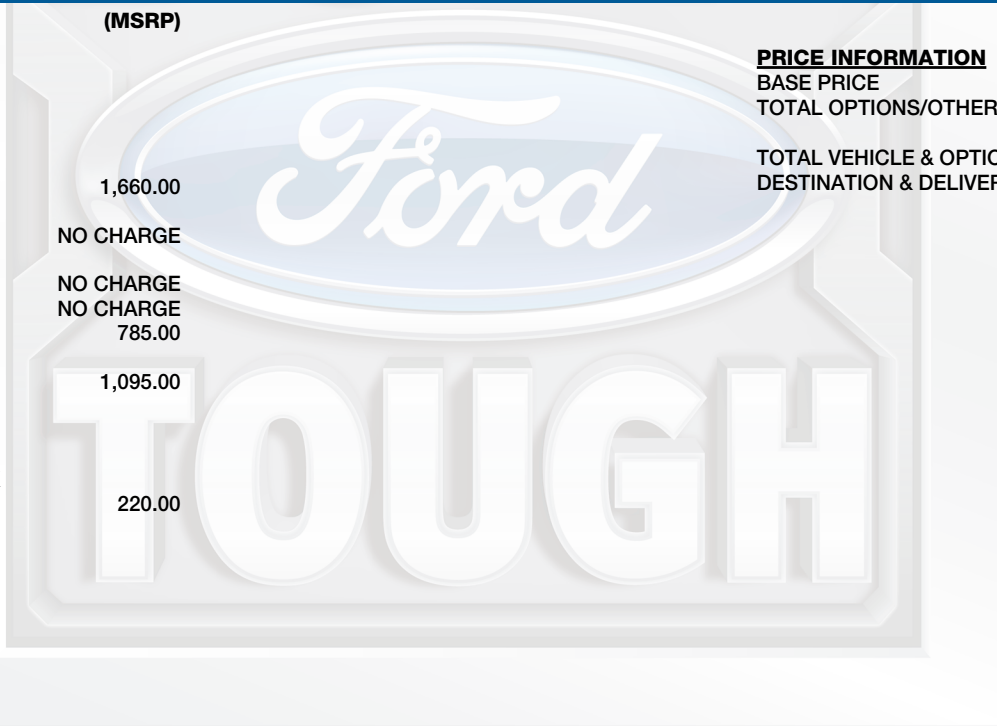 (MSRP)
1,660.00
NO CHARGE
NO CHARGE
NO CHARGE
785.00
1,095.00
220.00
PRICE INFORMATION
BASE PRICE
TOTAL OPTIONS/OTHER
TOTAL VEHICLE & OPTIO
DESTINATION & DELIVER
Ford
TOUGH